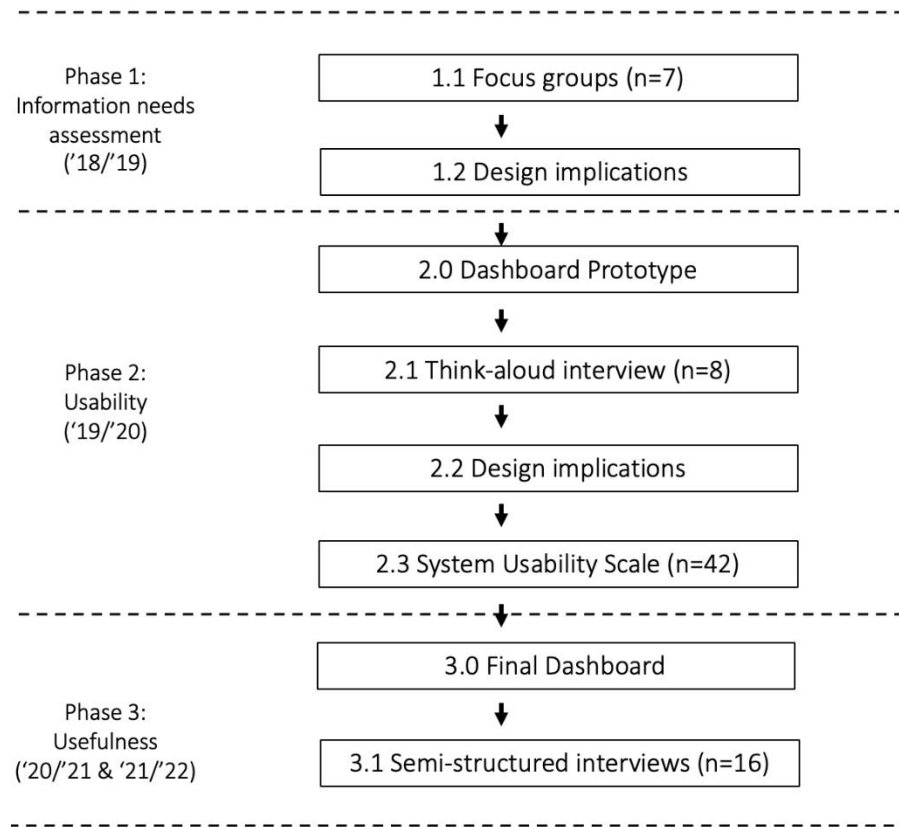 Phase 1:
Information needs
assessment
('18/'19)
1.1 Focus groups (n=7)
1.2 Design implications
Phase 2:
Usability
(‘19/’20)
2.0 Dashboard Prototype
2.1 Think-aloud interview (n=8)
2.2 Design implications
2.3 System Usability Scale (n=42)
Phase 3:
Usefulness
(‘20/’21 & ‘21/’22)
3.0 Final Dashboard
3.1 Semi-structured interviews (n=16)